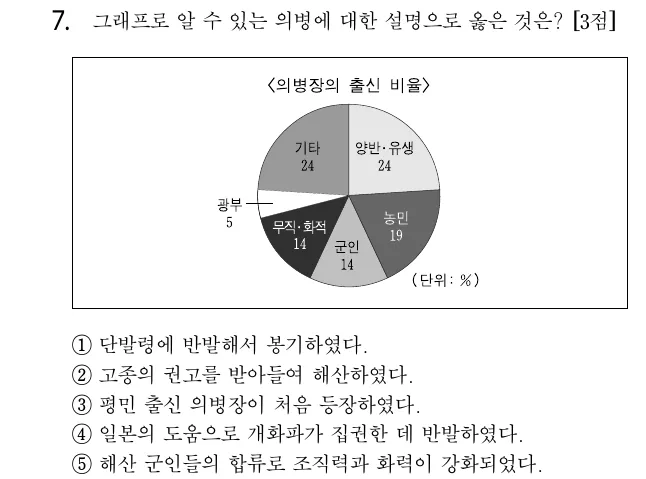 7. 그래프로 알 수 있는 의병에 대한 설명으로 옳은 것은? [3점]
<의병장의 출신 비율>
기타
24
양반·유생
24
광부
5
농민
19
무직·화적
14
군인
14
(단위: %)
① 단발령에 반발해서 봉기하였다.
② 고종의 권고를 받아들여 해산하였다.
③ 평민 출신 의병장이 처음 등장하였다.
④ 일본의 도움으로 개화파가 집권한 데 반발하였다.
⑤ 해산 군인들의 합류로 조직력과 화력이 강화되었다.